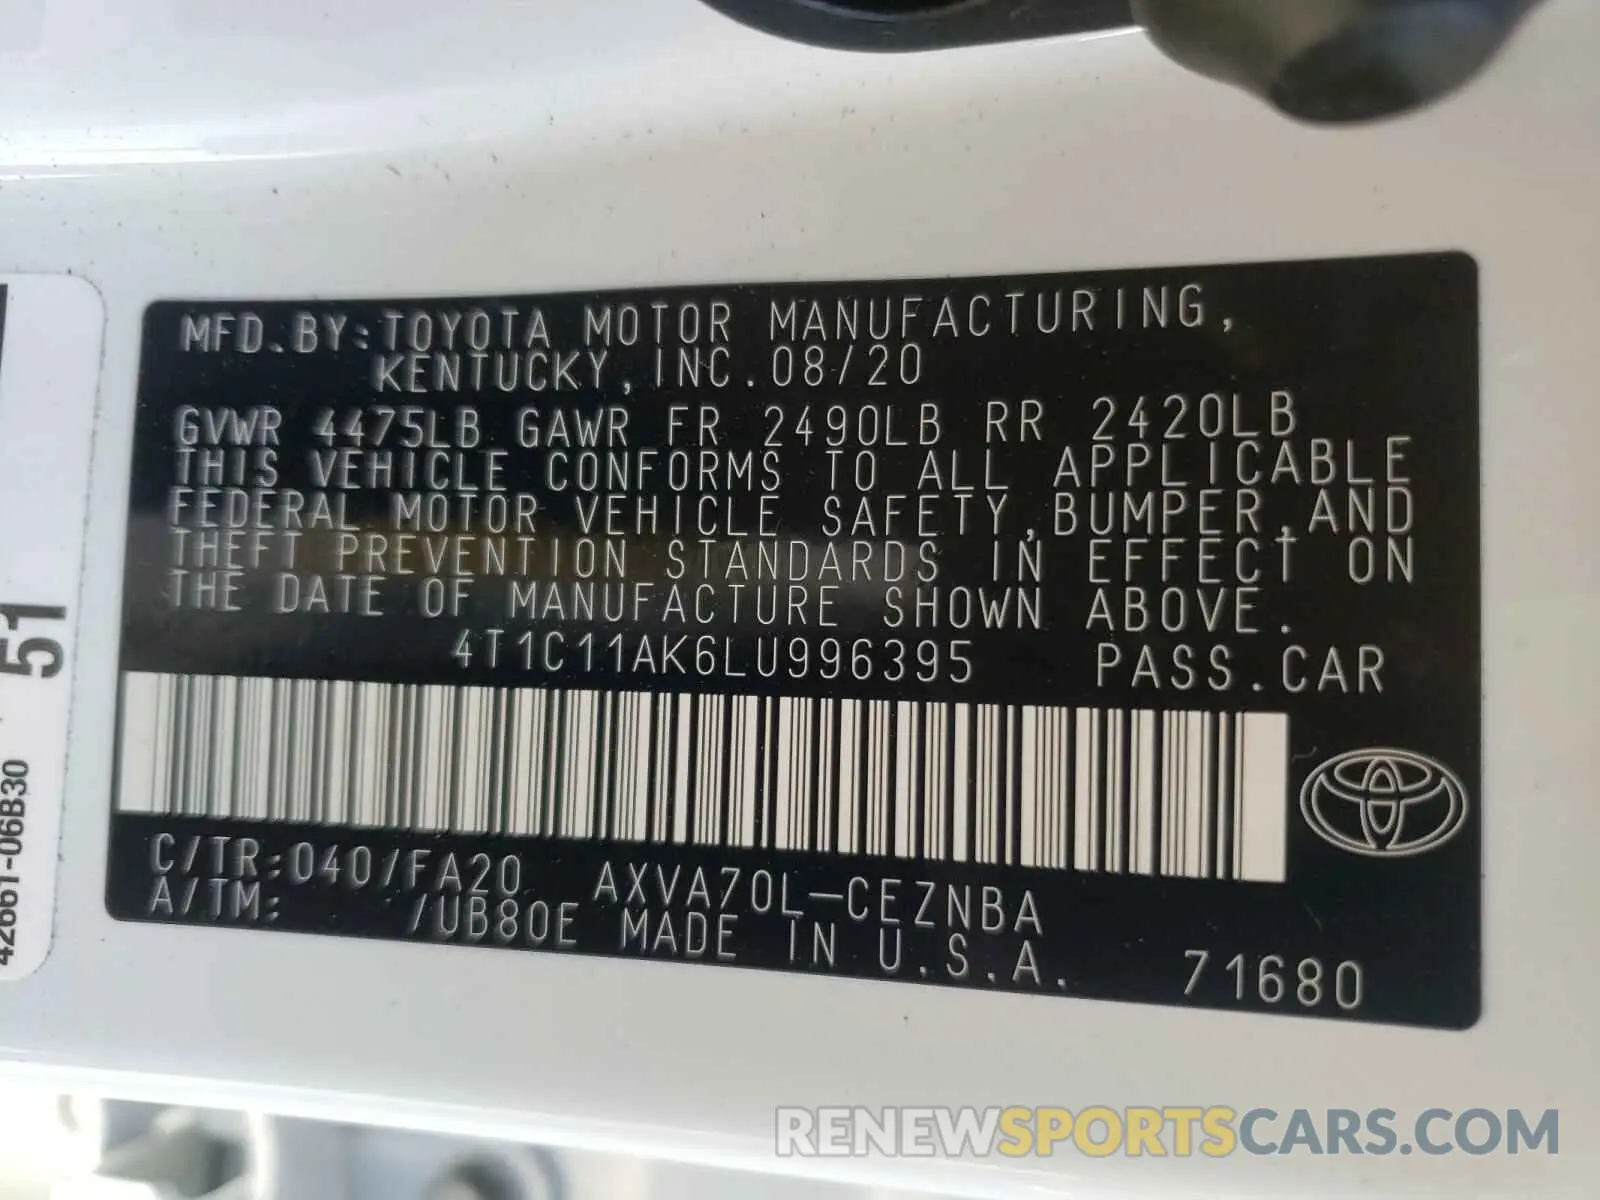 MFD.BY:TOYOTA MOTOR MANUFACTURING,
KENTUCKY, INC. 08/20
GVWR 4475LB GAWR FR 2490LB RR 2420LB
THIS VEHICLE CONFORMS TO ALL APPLICABLE
FEDERAL MOTOR VEHICLE SAFETY,BUMPER,AND
THEFT PREVENTION STANDARDS IN EFFECT ON
THE DATE OF MANUFACTURE SHOWN ABOVE.
4T1C11AK6LU996395 PASS.CAR
C/TR:040/FA20 AXVA70L-CEZNBA
A/TM: /UB80E MADE IN U.S.A. 71680
51
42661-06B30
RENEWSPORTSCARS.COM